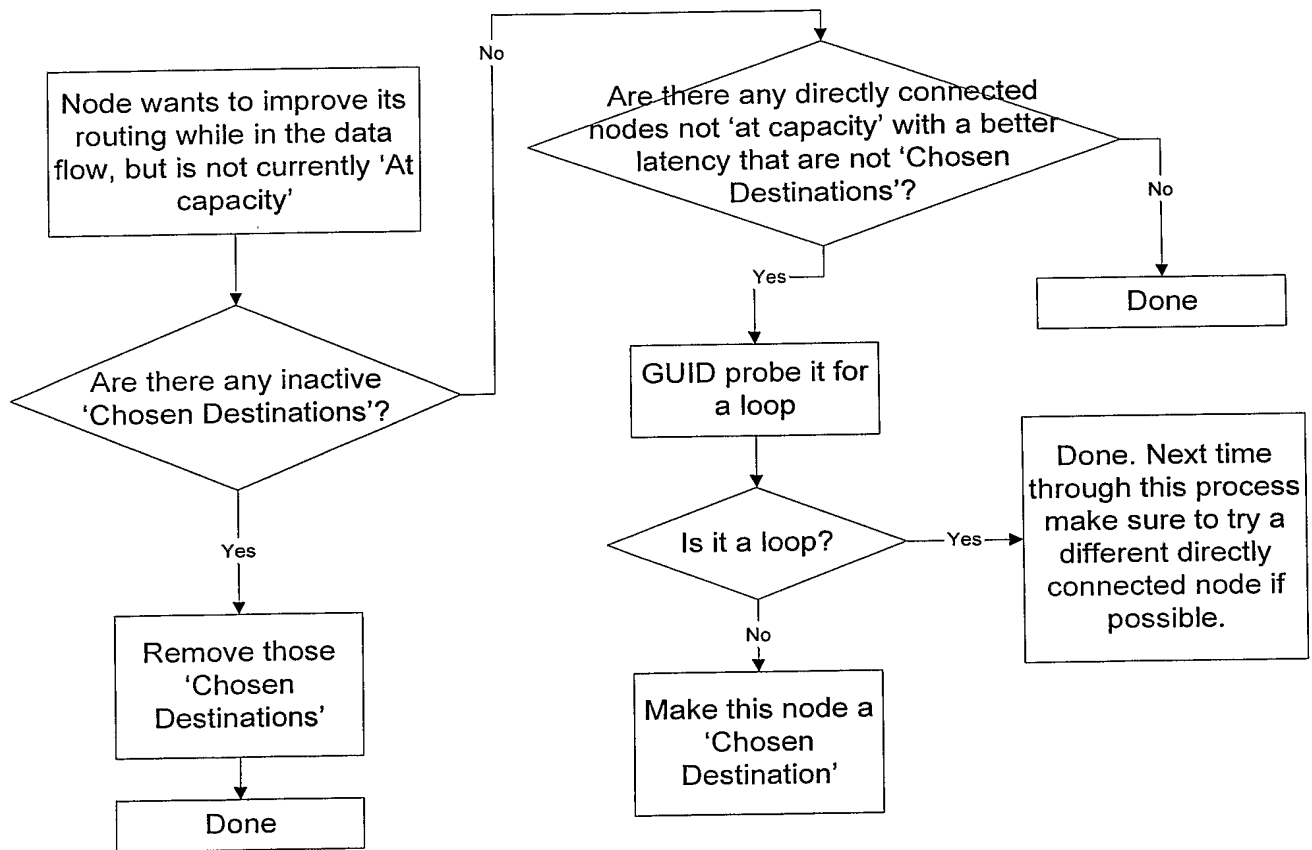 Node wants to improve its
routing while in the data
flow, but is not currently ‘At
capacity’
Are there any inactive
‘Chosen Destinations’?
Yes
Remove those
‘Chosen
Destinations’
Done
No
Are there any directly connected
nodes not ‘at capacity’ with a better
latency that are not ‘Chosen
Destinations’?
No
Done
Yes
GUID probe it for
a loop
Is it a loop?
Yes
Done. Next time
through this process
make sure to try a
different directly
connected node if
possible.
No
Make this node a
‘Chosen
Destination’